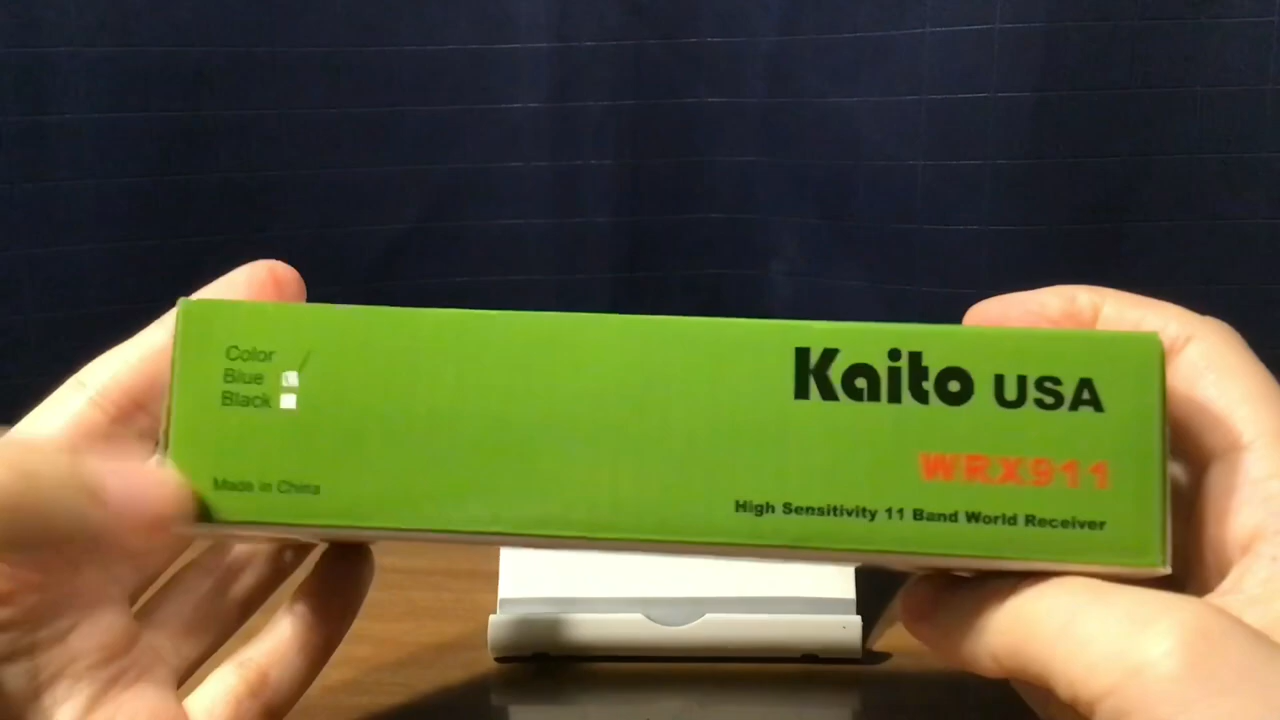 Color
Blue
Black
Made in China
Kaito USA
WRX911
High Sensitivity 11 Band World Receiver